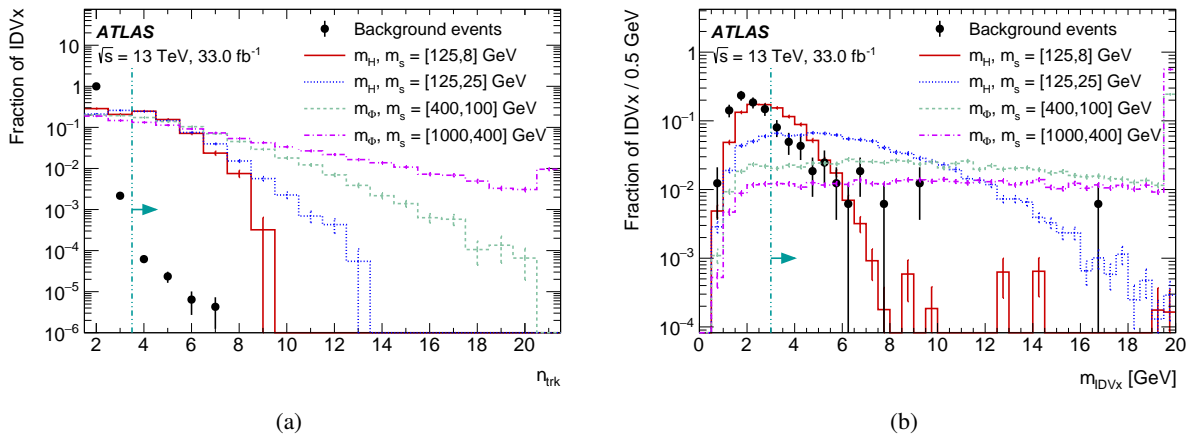 Fraction of IDVx
10
1
10⁻¹
10⁻²
10⁻³
10⁻⁴
10⁻⁵
10⁻⁶
ATLAS
√s = 13 TeV, 33.0 fb⁻¹
Background events
m_H, m_s = [125,8] GeV
m_H, m_s = [125,25] GeV
m_Φ, m_s = [400,100] GeV
m_Φ, m_s = [1000,400] GeV
2 4 6 8 10 12 14 16 18 20
n_trk
(a)
Fraction of IDVx / 0.5 GeV
10
1
10⁻¹
10⁻²
10⁻³
10⁻⁴
ATLAS
√s = 13 TeV, 33.0 fb⁻¹
Background events
m_H, m_s = [125,8] GeV
m_H, m_s = [125,25] GeV
m_Φ, m_s = [400,100] GeV
m_Φ, m_s = [1000,400] GeV
0 2 4 6 8 10 12 14 16 18 20
m_IDVx [GeV]
(b)